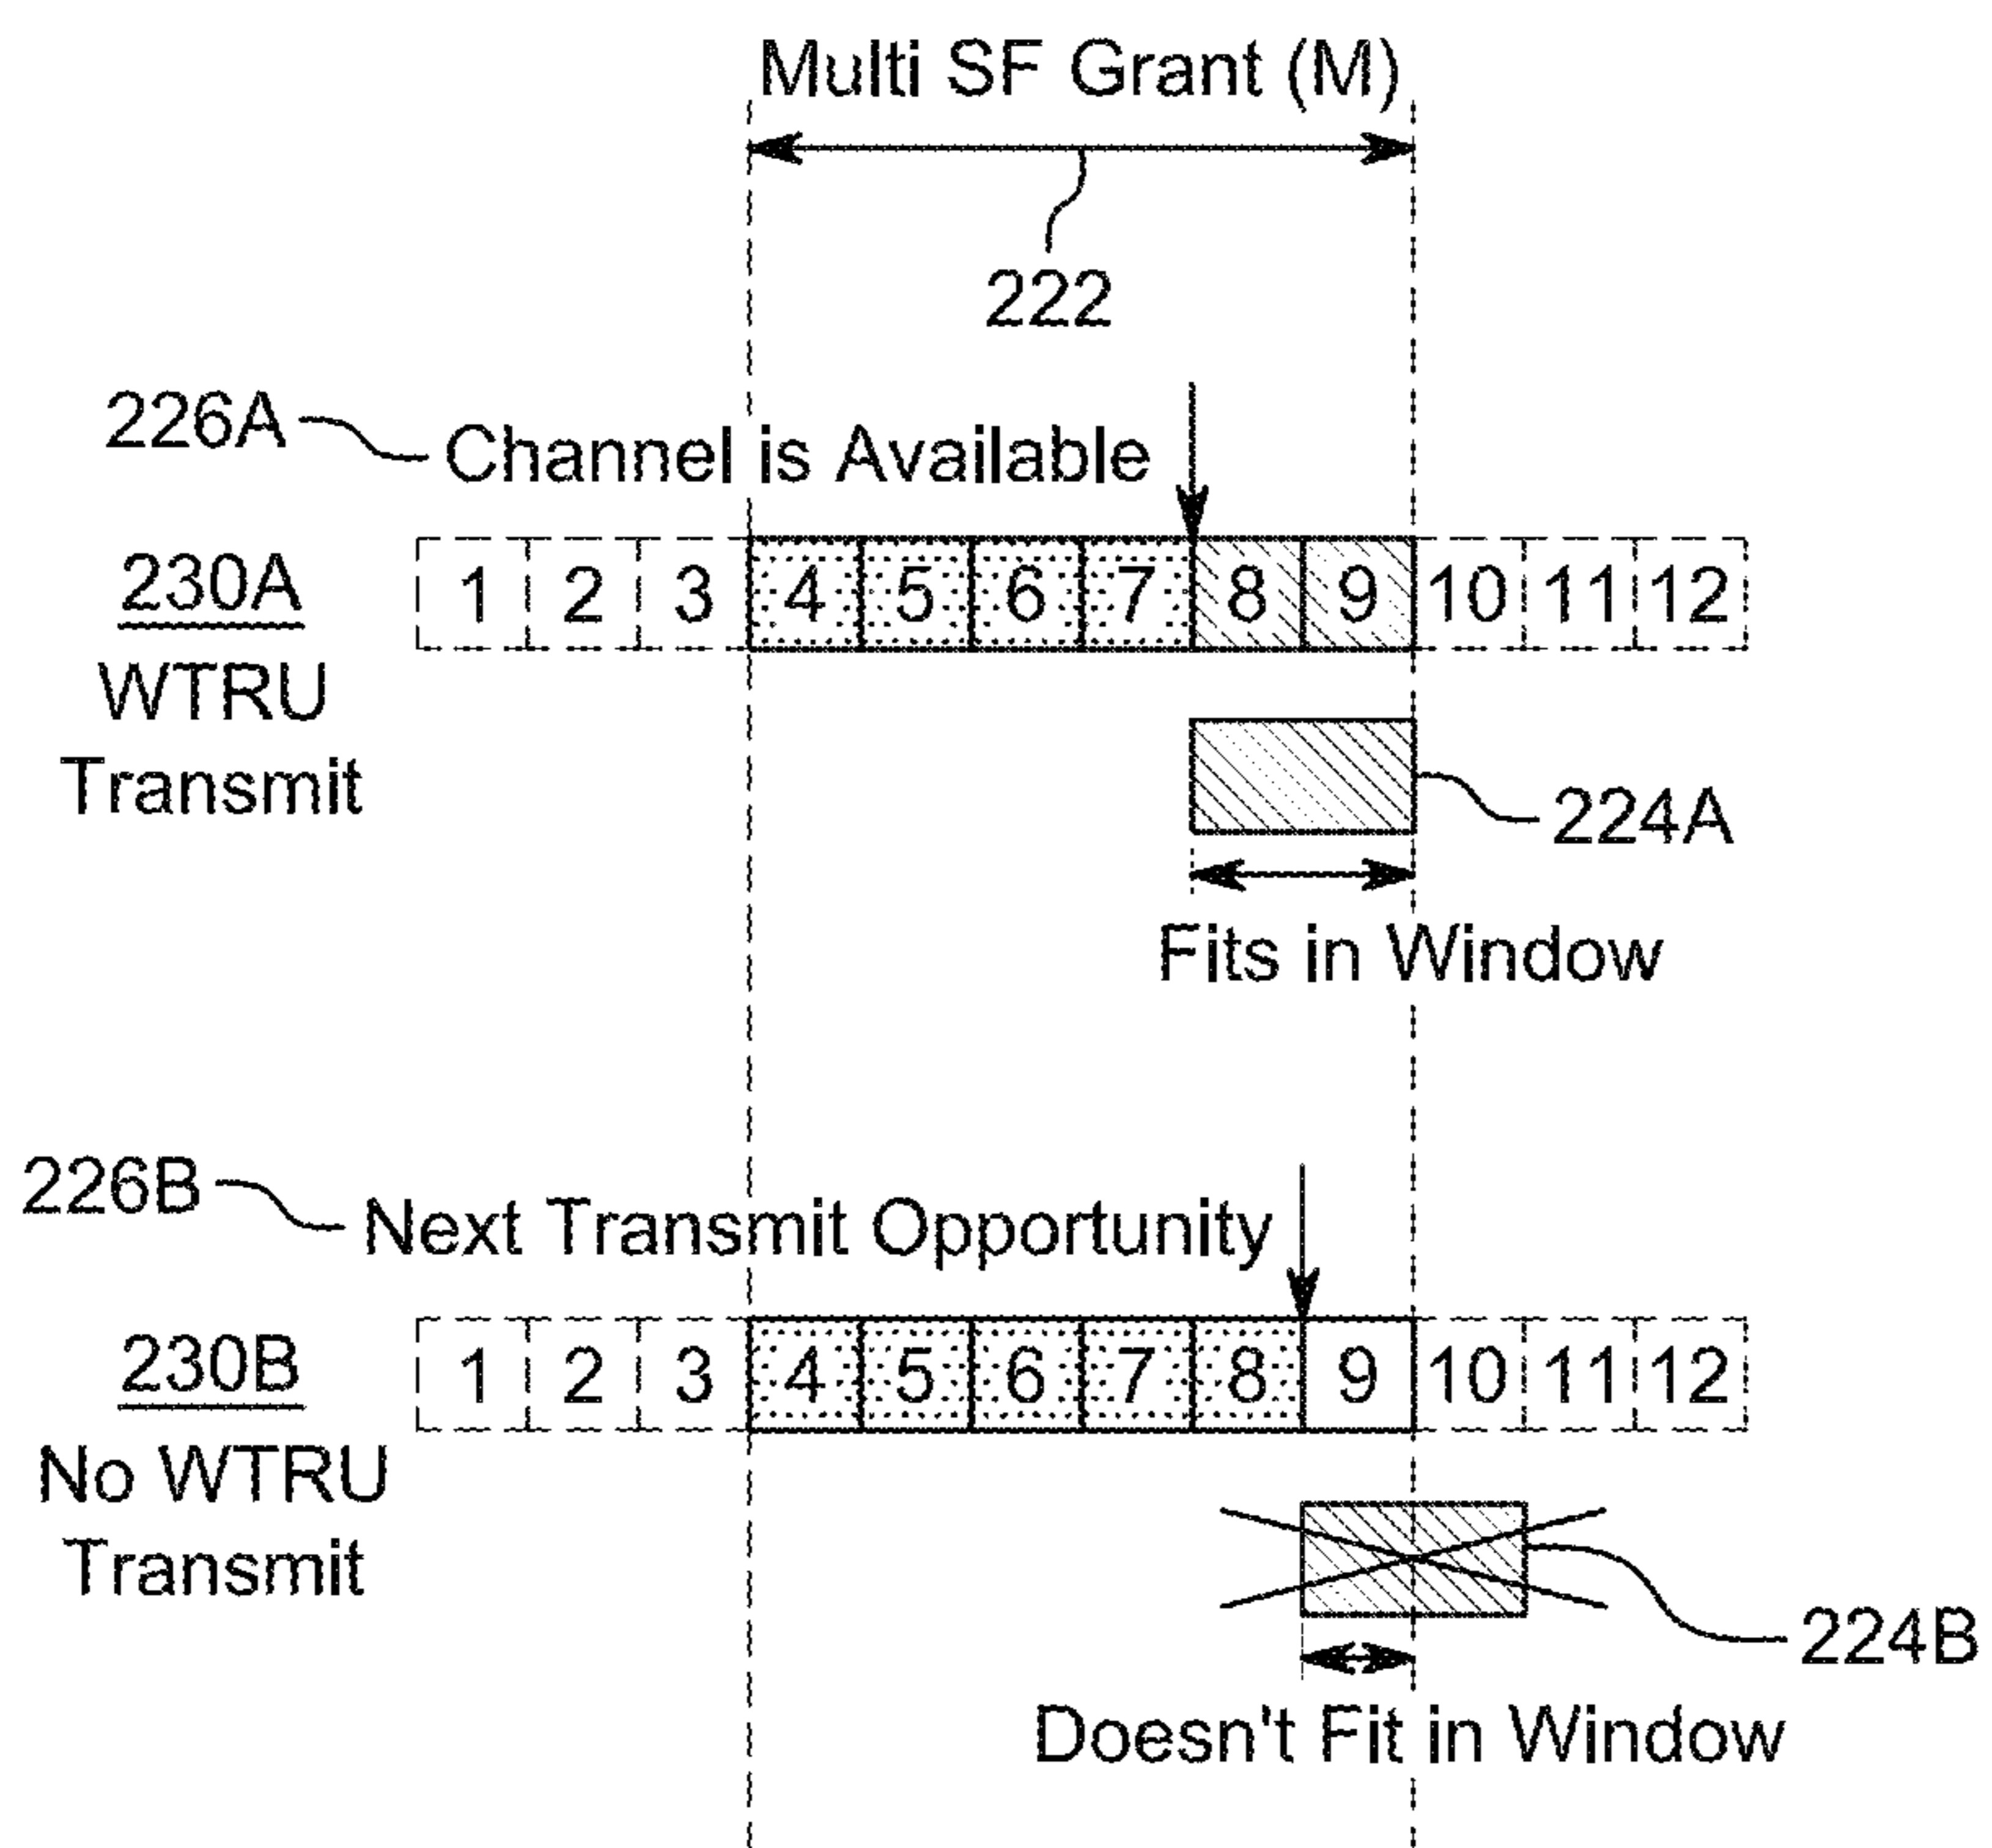 Multi SF Grant (M)
222
226A
Channel is Available
230A
1 2 3 4 5 6 7 8 9 10 11 12
WTRU
Transmit
224A
Fits in Window
226B
Next Transmit Opportunity
230B
1 2 3 4 5 6 7 8 9 10 11 12
No WTRU
Transmit
224B
Doesn't Fit in Window